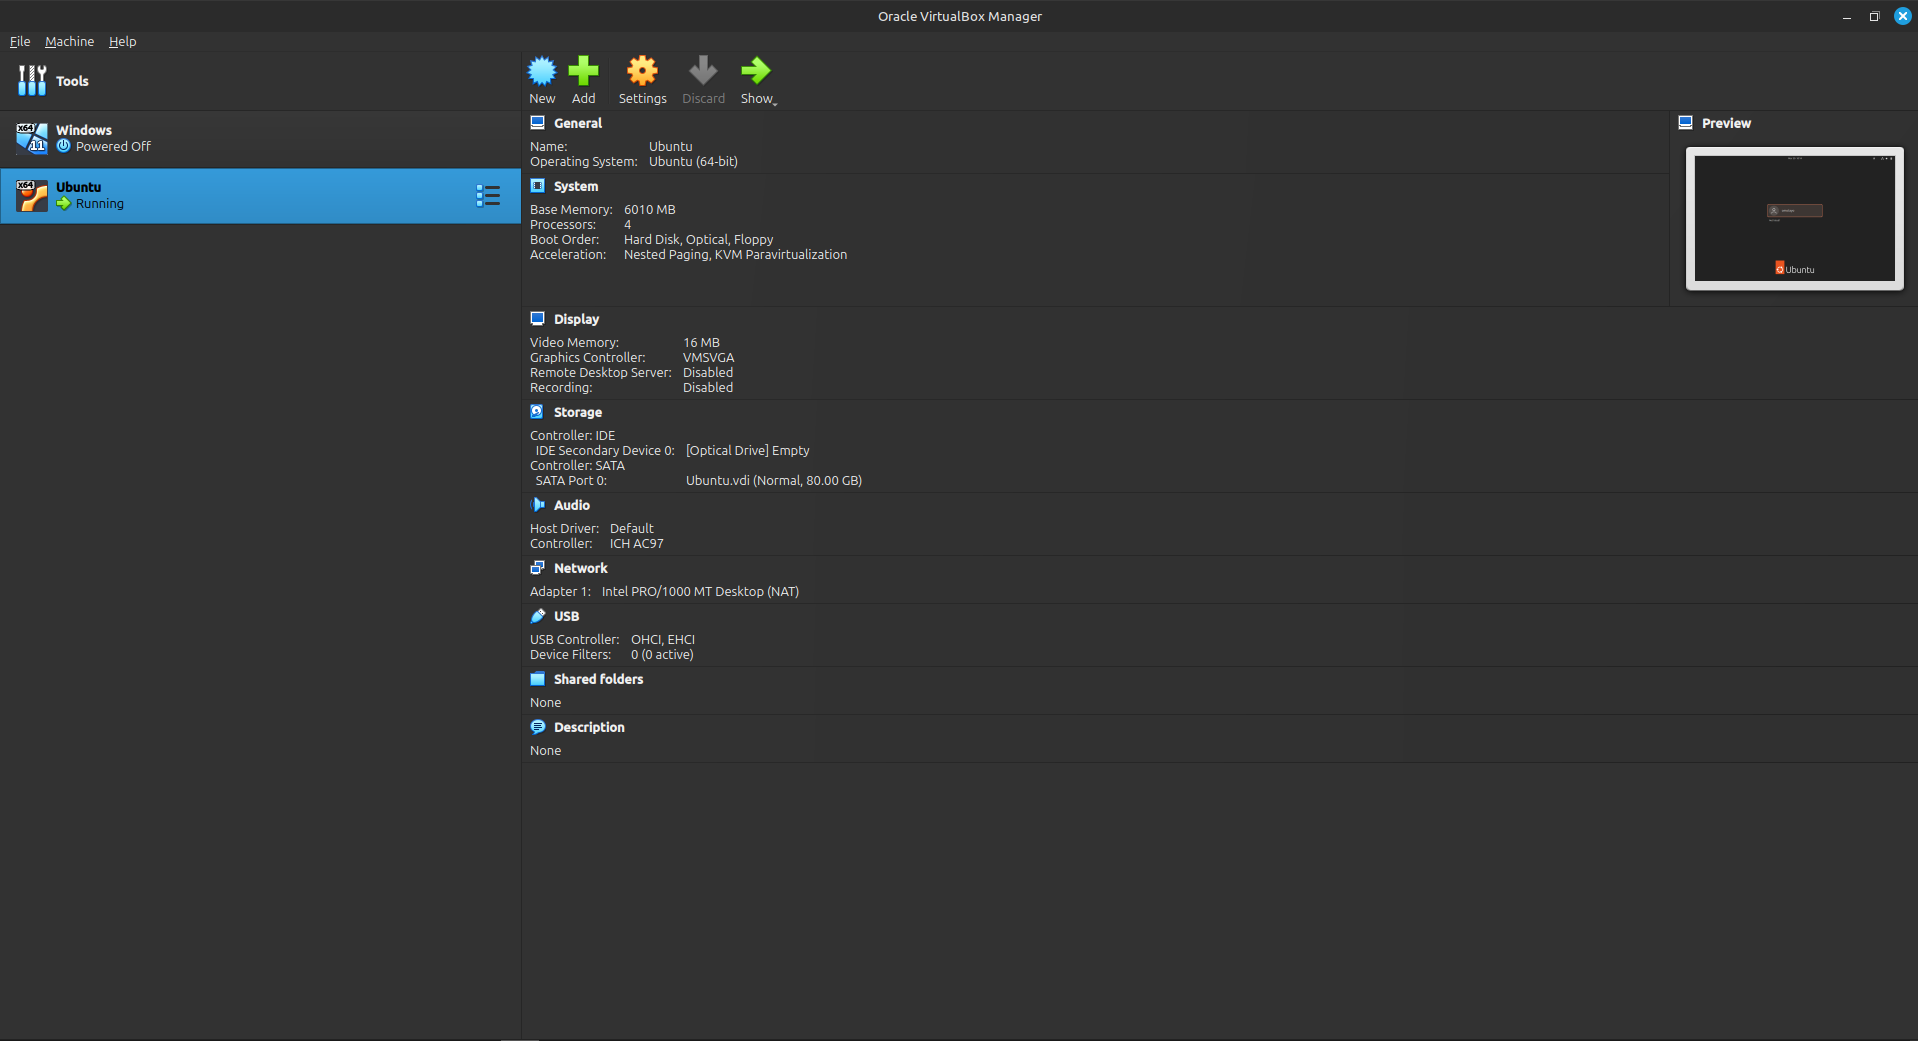 Oracle VirtualBox Manager
File Machine Help
Tools
New Add Settings Discard Show
x64 11 Windows
Powered Off
x64 Ubuntu
Running
General
Name: Ubuntu
Operating System: Ubuntu (64-bit)
System
Base Memory: 6010 MB
Processors: 4
Boot Order: Hard Disk, Optical, Floppy
Acceleration: Nested Paging, KVM Paravirtualization
Preview
Ubuntu
Display
Video Memory: 16 MB
Graphics Controller: VMSVGA
Remote Desktop Server: Disabled
Recording: Disabled
Storage
Controller: IDE
IDE Secondary Device 0: [Optical Drive] Empty
Controller: SATA
SATA Port 0: Ubuntu.vdi (Normal, 80.00 GB)
Audio
Host Driver: Default
Controller: ICH AC97
Network
Adapter 1: Intel PRO/1000 MT Desktop (NAT)
USB
USB Controller: OHCI, EHCI
Device Filters: 0 (0 active)
Shared folders
None
Description
None